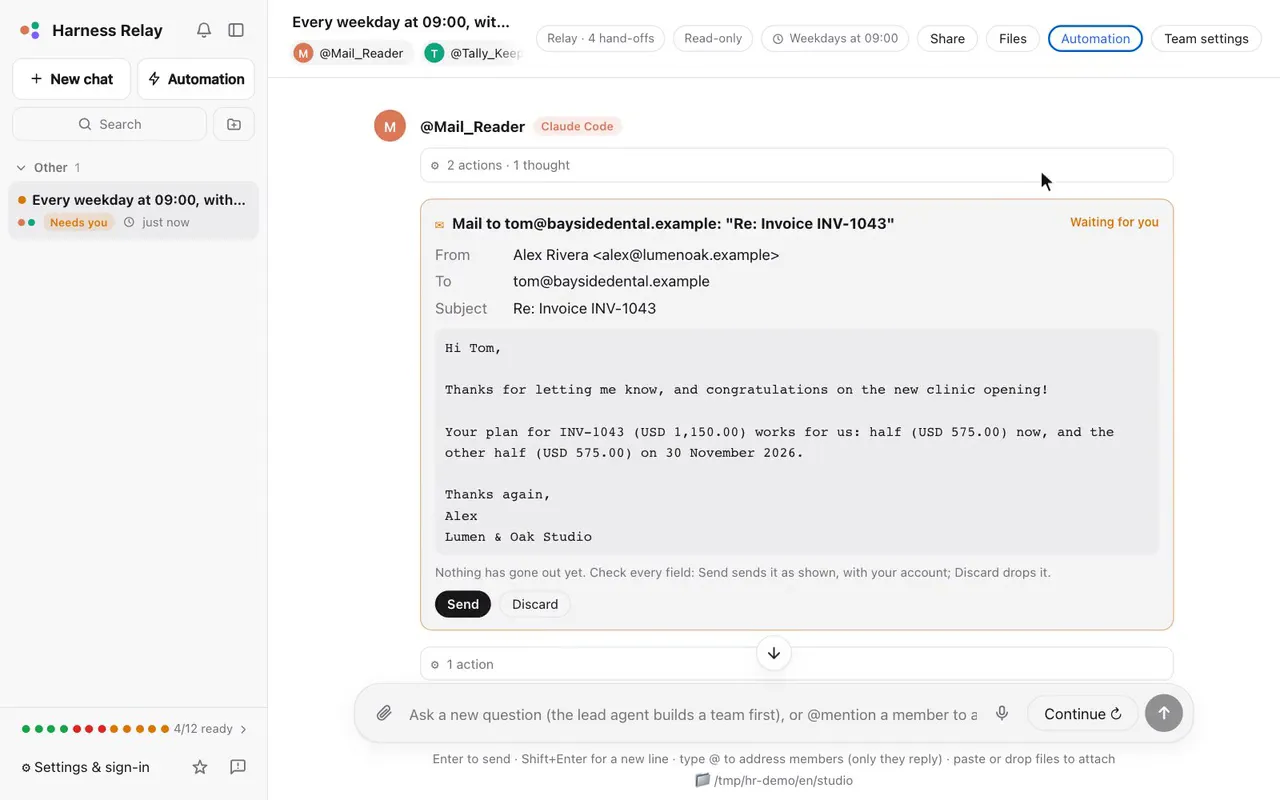 Harness Relay
New chat
Automation
Search
Other 1
Every weekday at 09:00, with...
Needs you just now
4/12 ready
Settings & sign-in
Every weekday at 09:00, wit...
M @Mail_Reader T @Tally_Keep
Relay · 4 hand-offs
Read-only
Weekdays at 09:00
Share
Files
Automation
Team settings
M @Mail_Reader Claude Code
2 actions · 1 thought
Mail to tom@baysidedental.example: "Re: Invoice INV-1043" Waiting for you
From Alex Rivera <alex@lumenoak.example>
To tom@baysidedental.example
Subject Re: Invoice INV-1043
Hi Tom,
Thanks for letting me know, and congratulations on the new clinic opening!
Your plan for INV-1043 (USD 1,150.00) works for us: half (USD 575.00) now, and the
other half (USD 575.00) on 30 November 2026.
Thanks again,
Alex
Lumen & Oak Studio
Nothing has gone out yet. Check every field: Send sends it as shown, with your account; Discard drops it.
Send Discard
1 action
Ask a new question (the lead agent builds a team first), or @mention a member to a
Continue
Enter to send · Shift+Enter for a new line · type @ to address members (only they reply) · paste or drop files to attach
/tmp/hr-demo/en/studio